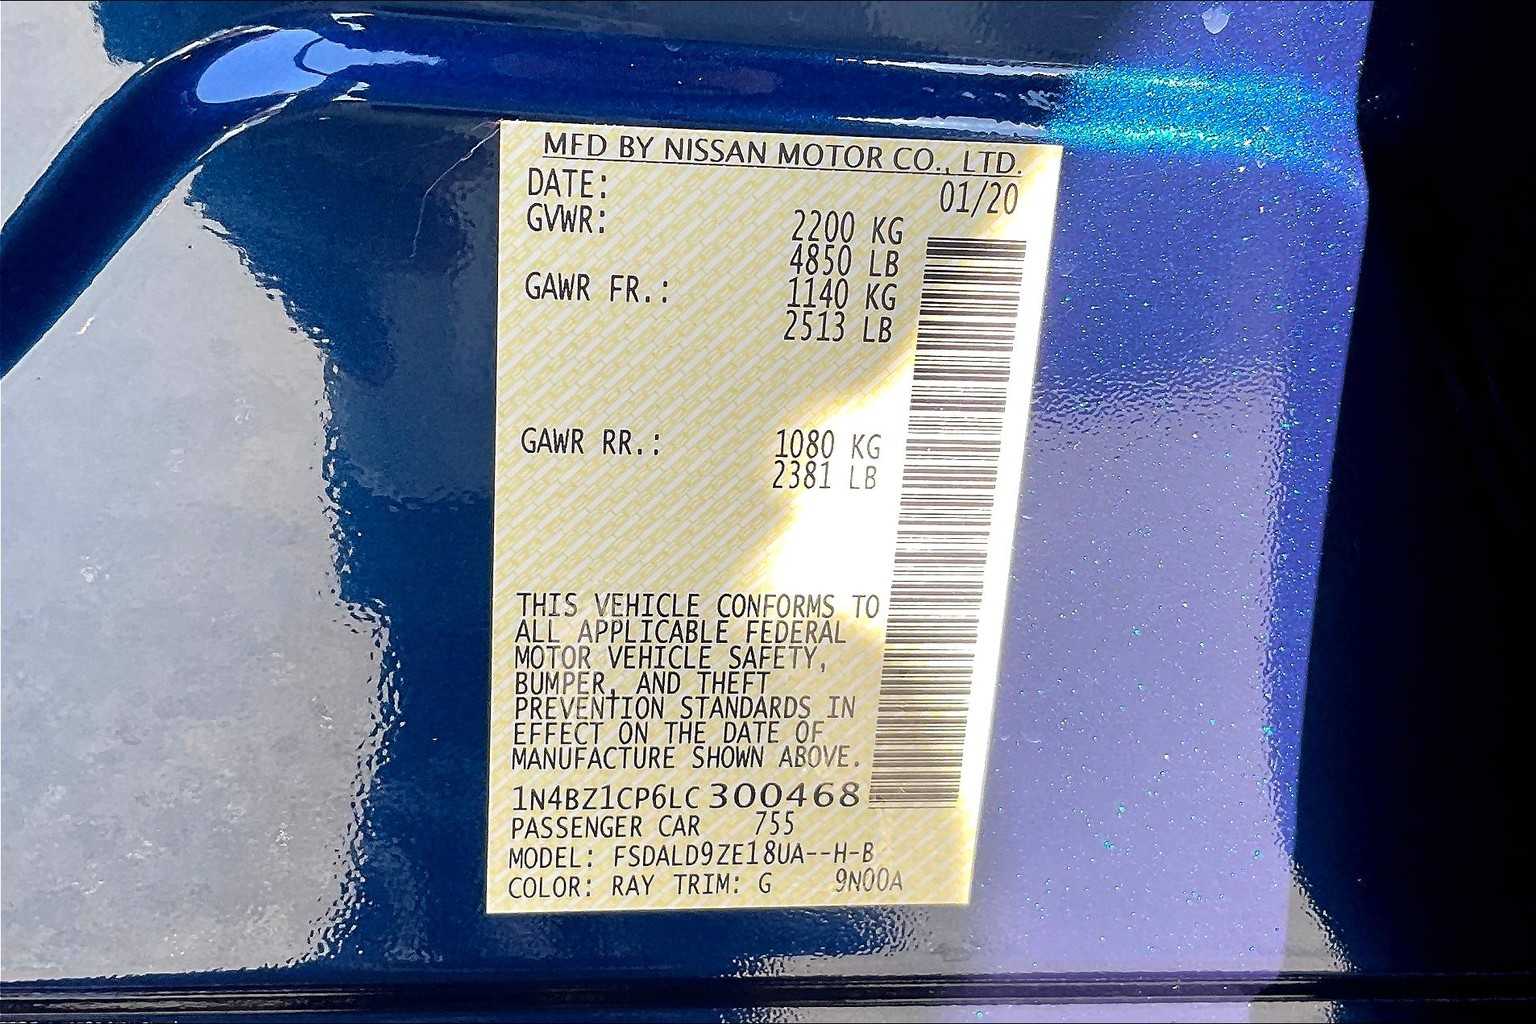 MFD BY NISSAN MOTOR CO., LTD.
DATE: 01/20
GVWR: 2200 KG
4850 LB
GAWR FR.: 1140 KG
2513 LB
GAWR RR.: 1080 KG
2381 LB
THIS VEHICLE CONFORMS TO
ALL APPLICABLE FEDERAL
MOTOR VEHICLE SAFETY,
BUMPER, AND THEFT
PREVENTION STANDARDS IN
EFFECT ON THE DATE OF
MANUFACTURE SHOWN ABOVE.
1N4BZ1CP6LC 300468
PASSENGER CAR 755
MODEL: FSDALD9ZE18UA--H-B
COLOR: RAY TRIM: G 9N00A